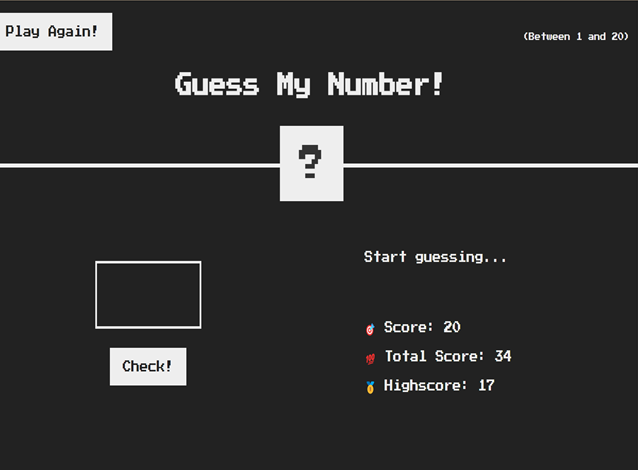 Play Again!
(Between 1 and 20)
Guess My Number!
?
Start guessing...
🎯 Score: 20
💯 Total Score: 34
🥇 Highscore: 17
Check!